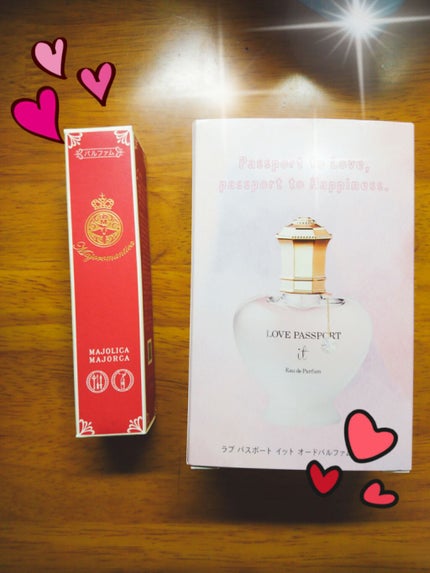 パルファム
Majoromantica
MAJOLICA
MAJORCA
Passport to Love,
passport to Happiness.
LOVE PASSPORT
it
Eau de Parfum
ラブ パスポート イット オードパルファム